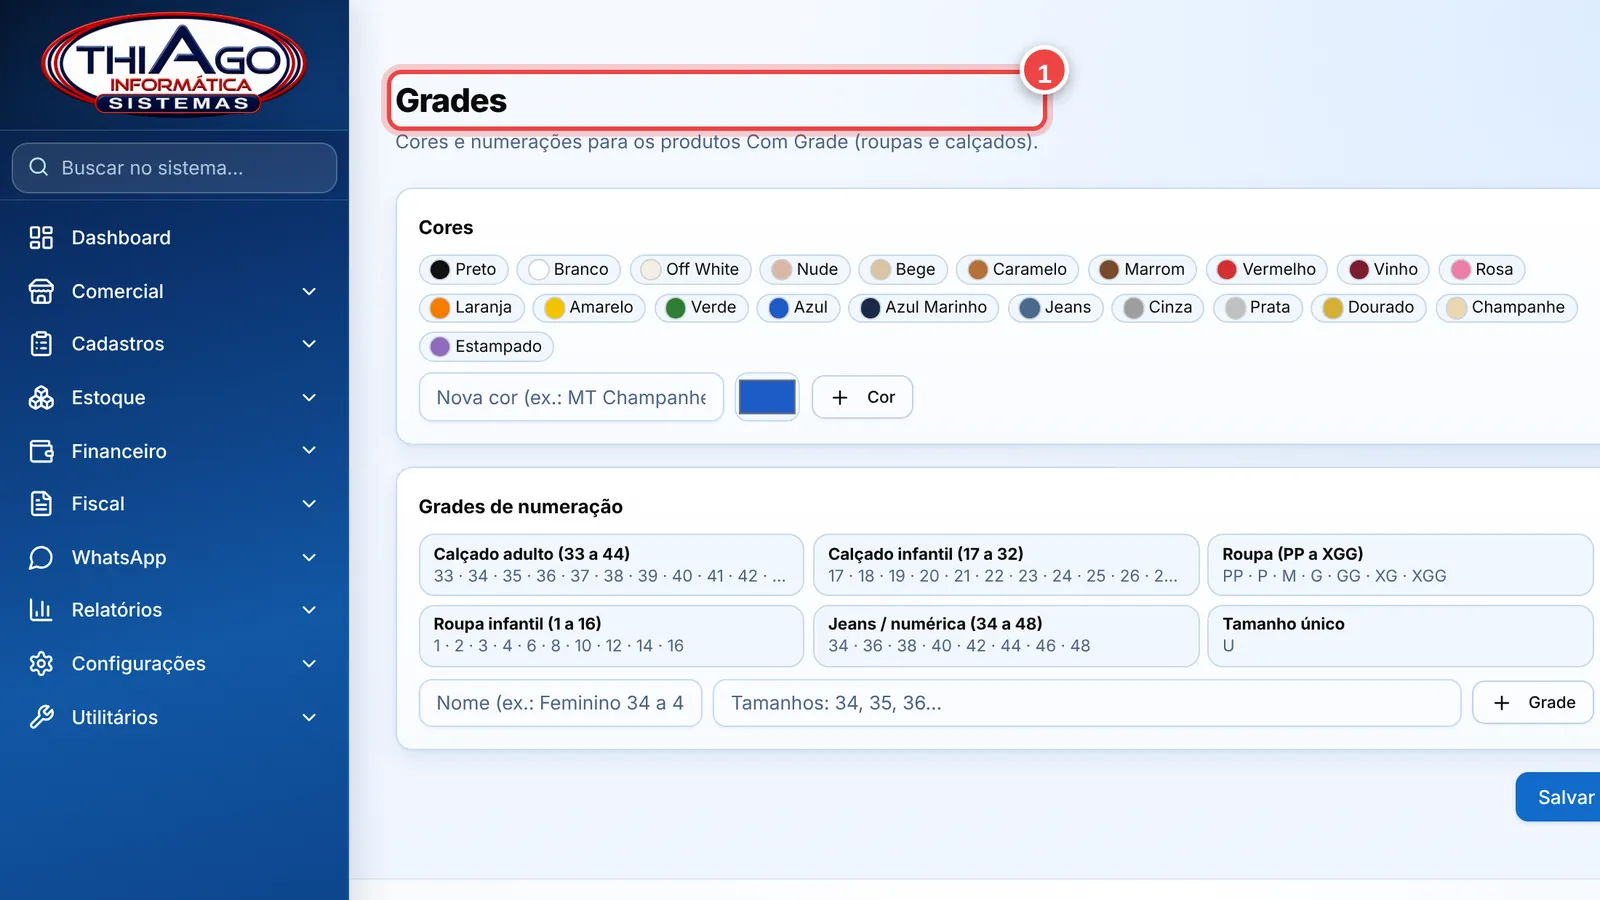 THIAGO
INFORMÁTICA
SISTEMAS
Buscar no sistema...
Dashboard
Comercial
Cadastros
Estoque
Financeiro
Fiscal
WhatsApp
Relatórios
Configurações
Utilitários
1
Grades
Cores e numerações para os produtos Com Grade (roupas e calçados).
Cores
Preto Branco Off White Nude Bege Caramelo Marrom Vermelho Vinho Rosa
Laranja Amarelo Verde Azul Azul Marinho Jeans Cinza Prata Dourado Champanhe
Estampado
Nova cor (ex.: MT Champanhe + Cor
Grades de numeração
Calçado adulto (33 a 44)
33 · 34 · 35 · 36 · 37 · 38 · 39 · 40 · 41 · 42 · ...
Calçado infantil (17 a 32)
17 · 18 · 19 · 20 · 21 · 22 · 23 · 24 · 25 · 26 · 2...
Roupa (PP a XGG)
PP · P · M · G · GG · XG · XGG
Roupa infantil (1 a 16)
1 · 2 · 3 · 4 · 6 · 8 · 10 · 12 · 14 · 16
Jeans / numérica (34 a 48)
34 · 36 · 38 · 40 · 42 · 44 · 46 · 48
Tamanho único
U
Nome (ex.: Feminino 34 a 4 Tamanhos: 34, 35, 36... + Grade
Salvar